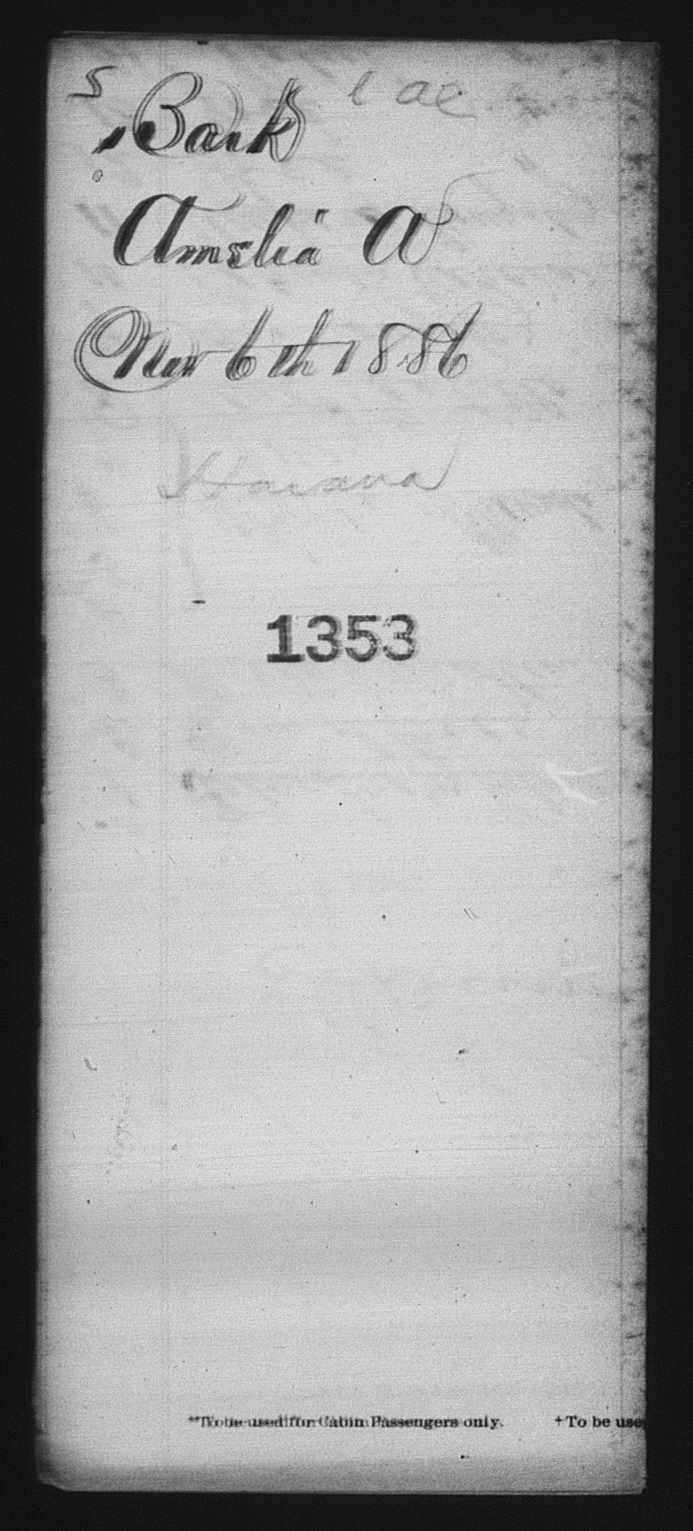 S
Bark
Amelia A
Nov 6th 1886
Havana
1353
**To be used for Cabin Passengers only. +To be use